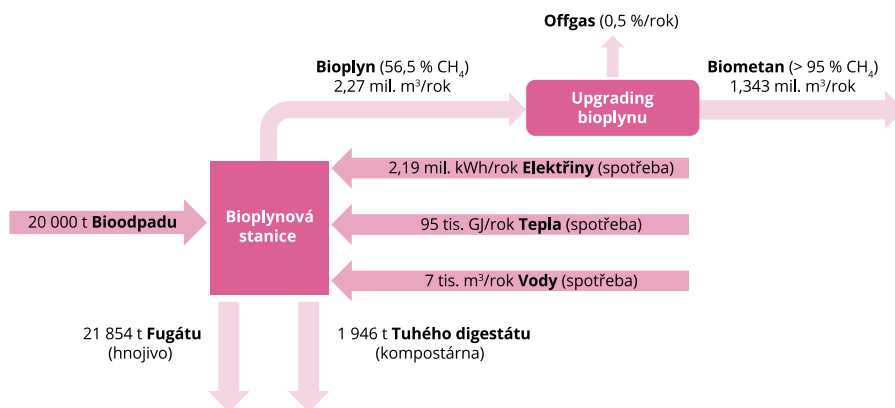 Offgas (0,5 %/rok)
Bioplyn (56,5 % CH₄)
2,27 mil. m³/rok
Upgrading
bioplynu
Biometan (> 95 % CH₄)
1,343 mil. m³/rok
2,19 mil. kWh/rok Elektřiny (spotřeba)
20 000 t Bioodpadu
Bioplynová
stanice
95 tis. GJ/rok Tepla (spotřeba)
7 tis. m³/rok Vody (spotřeba)
21 854 t Fugátu
(hnojivo)
1 946 t Tuhého digestátu
(kompostárna)